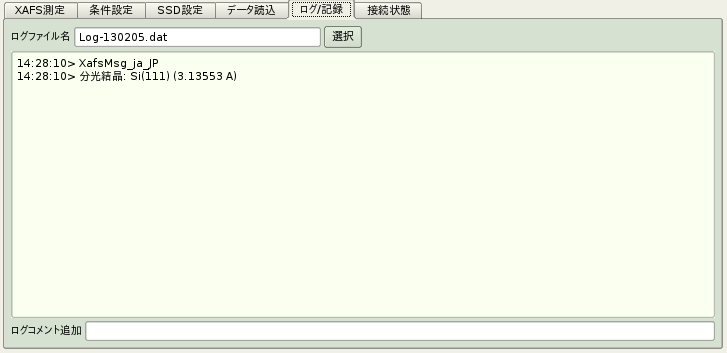 XAFS測定 条件設定 SSD設定 データ読込 ログ/記録 接続状態
ログファイル名 Log-130205.dat 選択
14:28:10> XafsMsg_ja_JP
14:28:10> 分光結晶: Si(111) (3.13553 A)
ログコメント追加